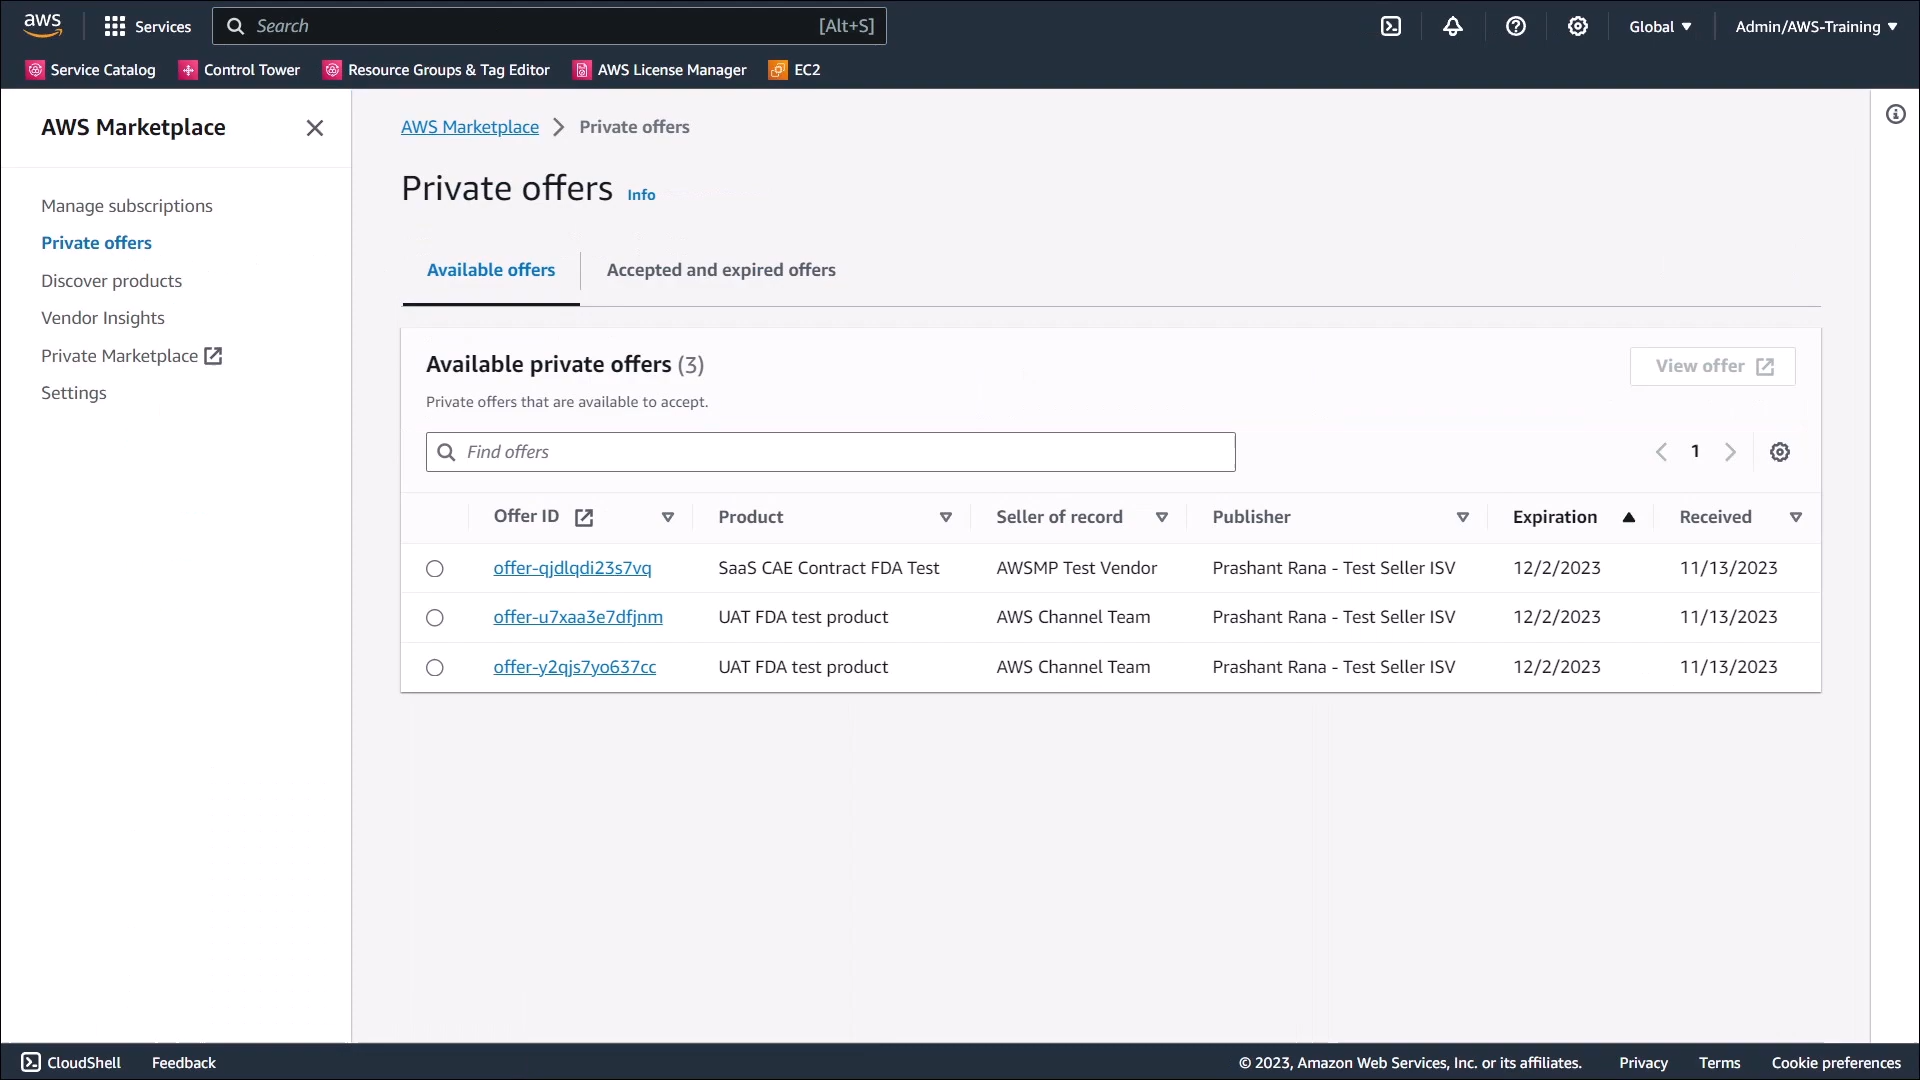 aws Services Search [Alt+S] Global Admin/AWS-Training
Service Catalog Control Tower Resource Groups & Tag Editor AWS License Manager EC2
AWS Marketplace
Manage subscriptions
Private offers
Discover products
Vendor Insights
Private Marketplace
Settings
AWS Marketplace Private offers
Private offers Info
Available offers Accepted and expired offers
Available private offers (3) View offer
Private offers that are available to accept.
Find offers 1
Offer ID Product Seller of record Publisher Expiration Received
offer-qjdlqdi23s7vq SaaS CAE Contract FDA Test AWSMP Test Vendor Prashant Rana - Test Seller ISV 12/2/2023 11/13/2023
offer-u7xaa3e7dfjnm UAT FDA test product AWS Channel Team Prashant Rana - Test Seller ISV 12/2/2023 11/13/2023
offer-y2qjs7yo637cc UAT FDA test product AWS Channel Team Prashant Rana - Test Seller ISV 12/2/2023 11/13/2023
CloudShell Feedback © 2023, Amazon Web Services, Inc. or its affiliates. Privacy Terms Cookie preferences